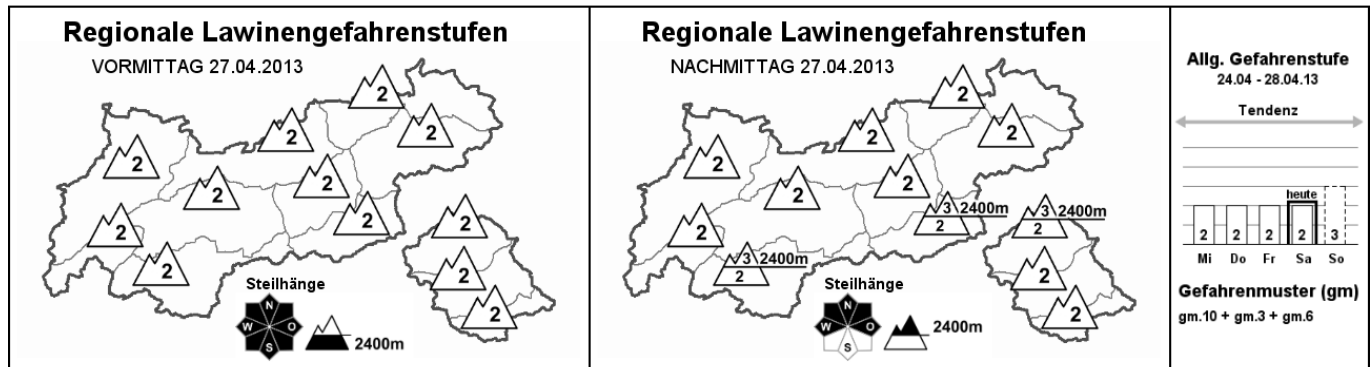 Regionale Lawinengefahrenstufen
VORMITTAG 27.04.2013
2
2
2
2
2
2
2
2
2
2
2
2
Steilhänge
N
W O
S
2400m
Regionale Lawinengefahrenstufen
NACHMITTAG 27.04.2013
2
2
2
2
2
2
3 2400m
2
3 2400m
2
2
3 2400m
2
2
2
Steilhänge
N
W O
S
2400m
Allg. Gefahrenstufe
24.04 - 28.04.13
Tendenz
heute
2 2 2 2 3
Mi Do Fr Sa So
Gefahrenmuster (gm)
gm.10 + gm.3 + gm.6